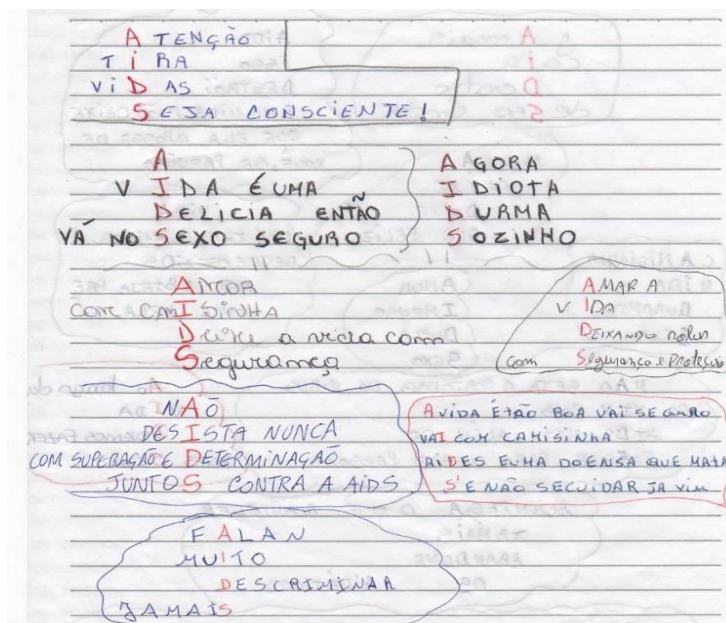 ATENÇÃO
TiRA
ViDAS
SEJA CONSCIENTE!
A
VIDA É UMA
DELICIA ENTÃO
VÁ NO SEXO SEGURO
AGORA
IDIOTA
DURMA
SOZINHO
AMOR
COM CAMISINHA
Deixe a vida com
Segurança
AMAR A
VIDA
DEIXANDO
com Segurança e Proteção
NÃO
DESISTA NUNCA
COM SUPERAÇÃO E DETERMINAÇÃO
JUNTOS CONTRA A AiDS
A VIDA É TÃO BOA VAI SEGURO
VAI COM CAMISINHA
AIDES E UMA DOENSA QUE MATA
S'E NÃO SE CUIDAR JA VIU
FALAN
MUITO
DESCRIMINAR
JAMAIS